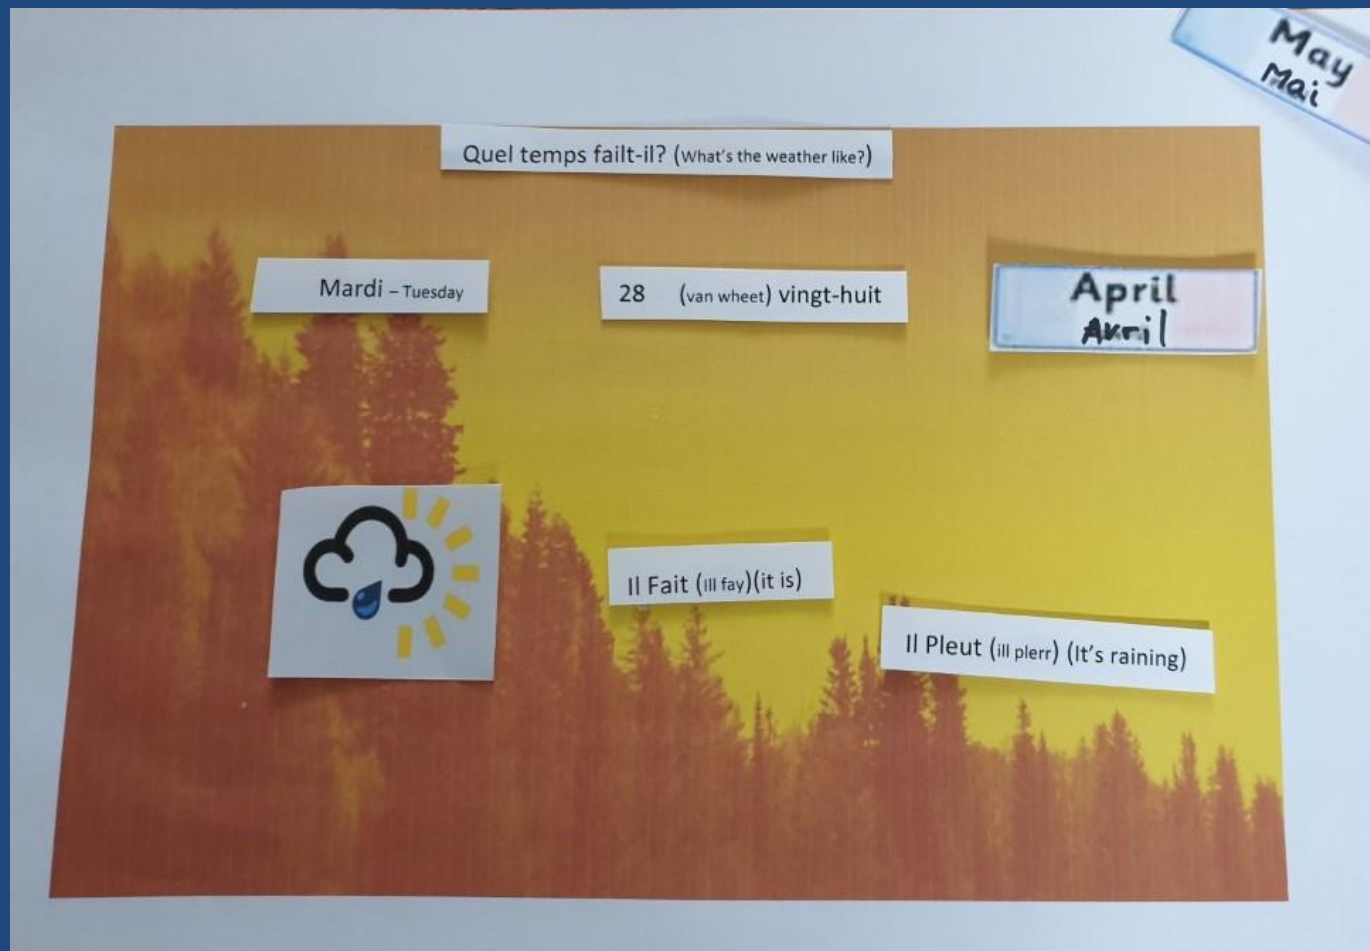 May
Mai
Quel temps failt-il? (What's the weather like?)
Mardi – Tuesday
28 (van wheet) vingt-huit
April
Avril
Il Fait (ill fay)(it is)
Il Pleut (ill plerr) (It's raining)